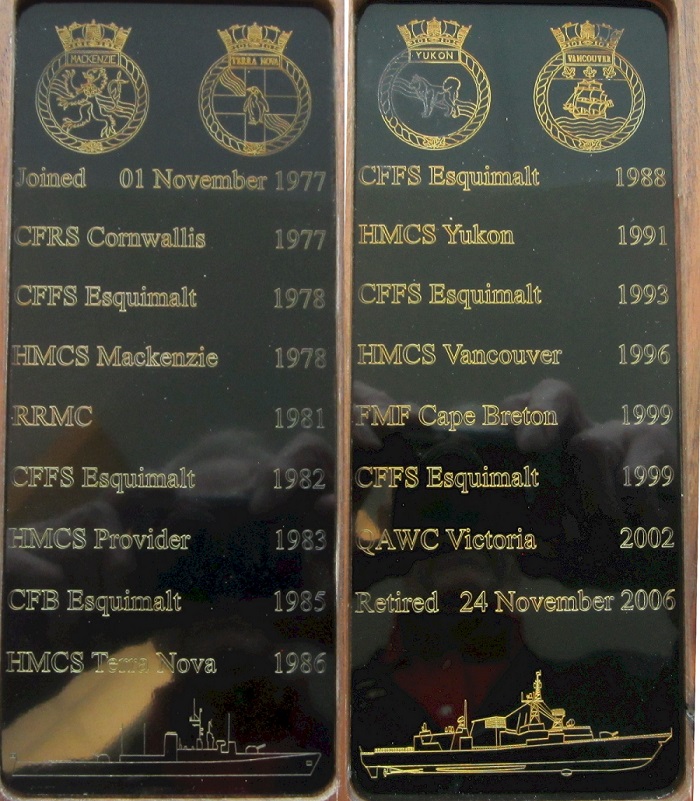 MACKENZIE
TERRA NOVA
Joined 01 November 1977
CFRS Cornwallis 1977
CFFS Esquimalt 1978
HMCS Mackenzie 1978
RRMC 1981
CFFS Esquimalt 1982
HMCS Provider 1983
CFB Esquimalt 1985
HMCS Terra Nova 1986
YUKON
VANCOUVER
CFFS Esquimalt 1988
HMCS Yukon 1991
CFFS Esquimalt 1993
HMCS Vancouver 1996
FMF Cape Breton 1999
CFFS Esquimalt 1999
QAWC Victoria 2002
Retired 24 November 2006